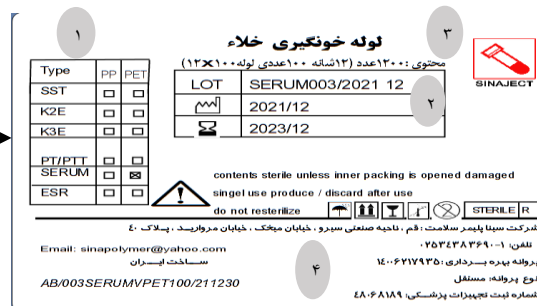 ۱
۳
لوله خونگیری خلاء
محتوی :۱۲۰۰عدد (۱۲شانه ۱۰۰عددی لوله۱۰۰×۱۲)
SINAJECT
Type PP PET
SST
K2E
K3E
PT/PTT
SERUM
ESR
LOT SERUM003/2021 12
2021/12
2023/12
۲
contents sterile unless inner packing is opened damaged
singel use produce / discard after use
do not resterilize
STERILE R
شرکت سینا پلیمر سلامت : قم ، ناحیه صنعتی سیرو ، خیابان میخک ، خیابان مروارید ، پلاک ۴۰
تلفن: ۱-۰۲۵۳۴۳۸۳۶۹۰
پروانه بهره برداری :۱۴۰۰۶۲۱۷۹۳۵
نوع پروانه: مستقل
شماره ثبت تجهیزات پزشکی: ۴۸۰۶۸۱۸۹
Email: sinapolymer@yahoo.com
ساخت ایران
AB/003SERUMVPET100/211230
۴